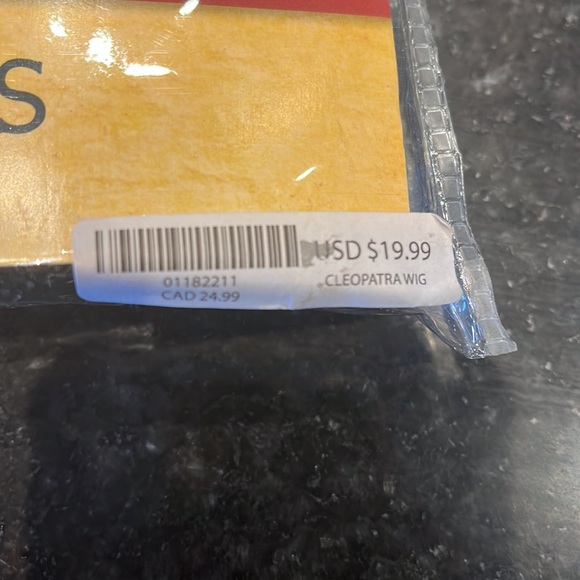 S
USD $19.99
01182211
CLEOPATRA WIG
CAD 24.99